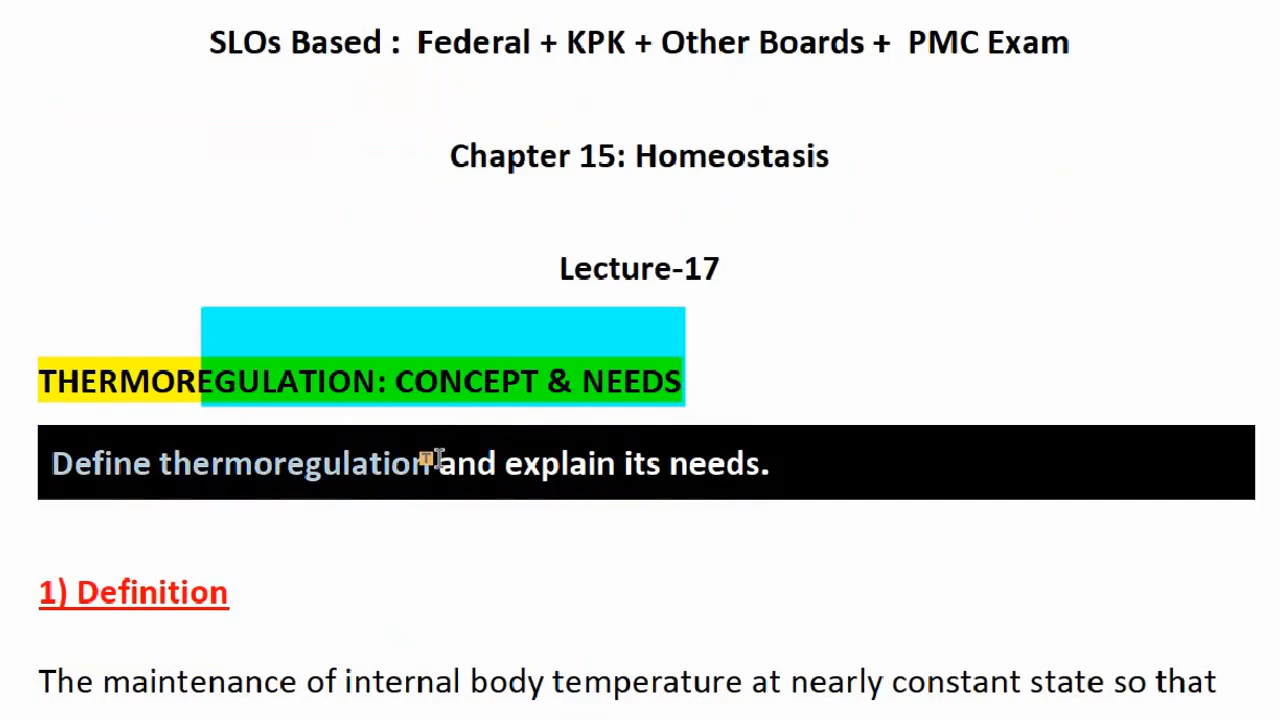 SLOs Based : Federal + KPK + Other Boards + PMC Exam
Chapter 15: Homeostasis
Lecture-17
THERMOREGULATION: CONCEPT & NEEDS
Define thermoregulation and explain its needs.
1) Definition
The maintenance of internal body temperature at nearly constant state so that